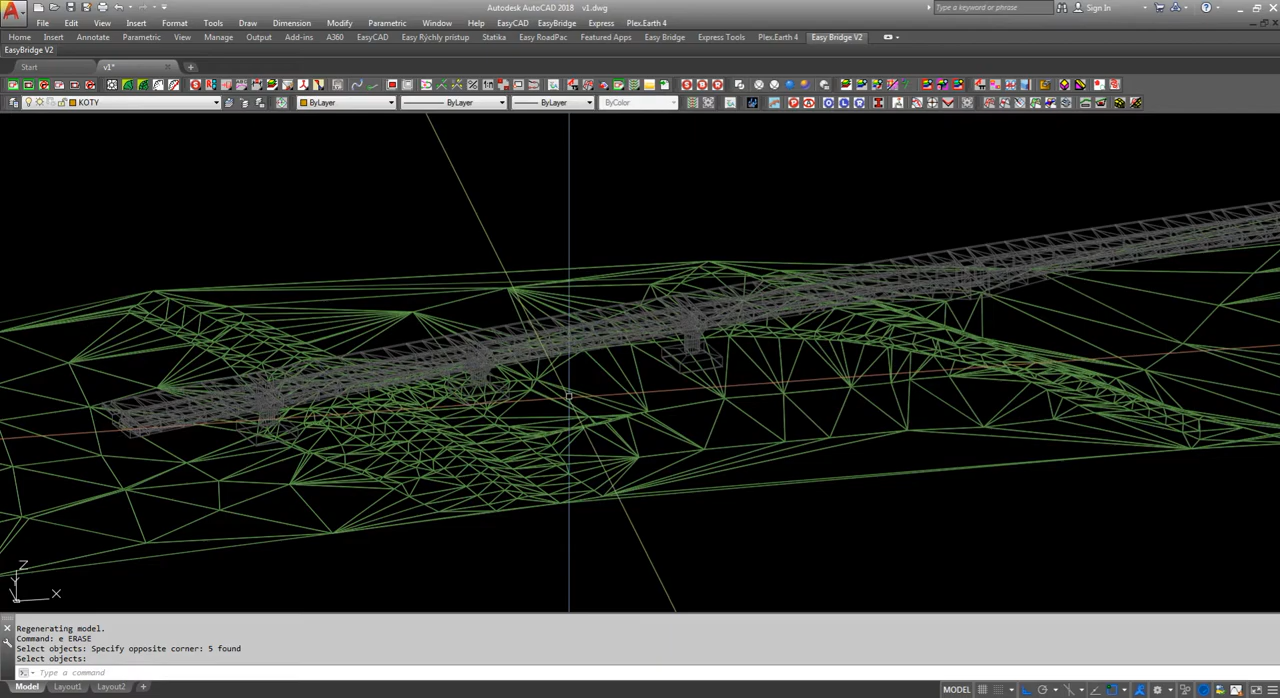 Autodesk AutoCAD 2018   v1.dwg
Type a keyword or phrase
Sign In
File Edit View Insert Format Tools Draw Dimension Modify Parametric Window Help EasyCAD EasyBridge Express Plex.Earth 4
Home Insert Annotate Parametric View Manage Output Add-ins A360 EasyCAD Easy Rýchly prístup Statika Easy RoadPac Featured Apps Easy Bridge Express Tools Plex.Earth 4 Easy Bridge V2
EasyBridge V2
Start v1*
KOTY ByLayer ByLayer ByLayer ByColor
Z
Y
X
Regenerating model.
Command: e ERASE
Select objects: Specify opposite corner: 5 found
Select objects:
Type a command
Model Layout1 Layout2 +
MODEL